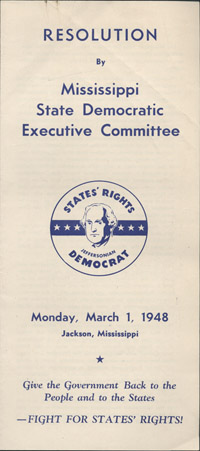 RESOLUTION
By
Mississippi
State Democratic
Executive Committee
STATES' RIGHTS
JEFFERSONIAN
DEMOCRAT
Monday, March 1, 1948
Jackson, Mississippi
Give the Government Back to the
People and to the States
—FIGHT FOR STATES' RIGHTS!